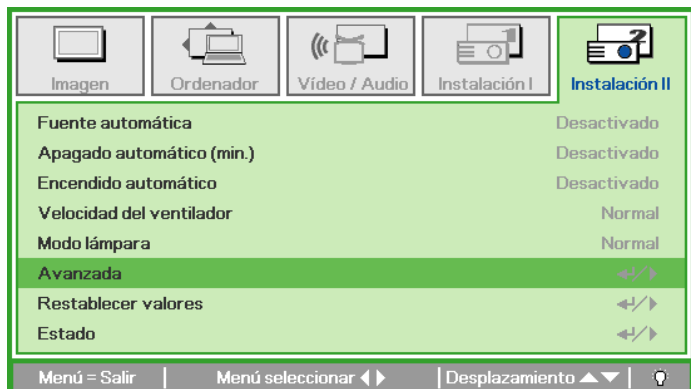 Imagen Ordenador Vídeo / Audio Instalación I Instalación II
Fuente automática Desactivado
Apagado automático (min.) Desactivado
Encendido automático Desactivado
Velocidad del ventilador Normal
Modo lámpara Normal
Avanzada
Restablecer valores
Estado
Menú = Salir Menú seleccionar Desplazamiento